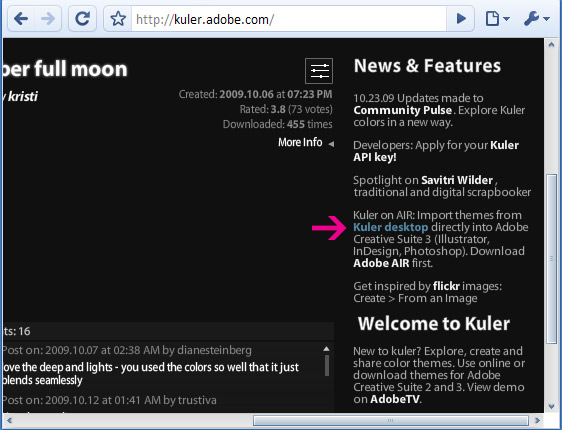 http://kuler.adobe.com/
per full moon
y kristi
Created: 2009.10.06 at 07:23 PM
Rated: 3.8 (73 votes)
Downloaded: 455 times
More Info
ts: 16
Post on: 2009.10.07 at 02:38 AM by dianesteinberg
love the deep and lights - you used the colors so well that it just
blends seamlessly
Post on: 2009.10.12 at 01:41 AM by trustiva
News & Features
10.23.09 Updates made to
Community Pulse. Explore Kuler
colors in a new way.
Developers: Apply for your Kuler
API key!
Spotlight on Savitri Wilder ,
traditional and digital scrapbooker
Kuler on AIR: Import themes from
Kuler desktop directly into Adobe
Creative Suite 3 (Illustrator,
InDesign, Photoshop). Download
Adobe AIR first.
Get inspired by flickr images:
Create > From an Image
Welcome to Kuler
New to kuler? Explore, create and
share color themes. Use online or
download themes for Adobe
Creative Suite 2 and 3. View demo
on AdobeTV.